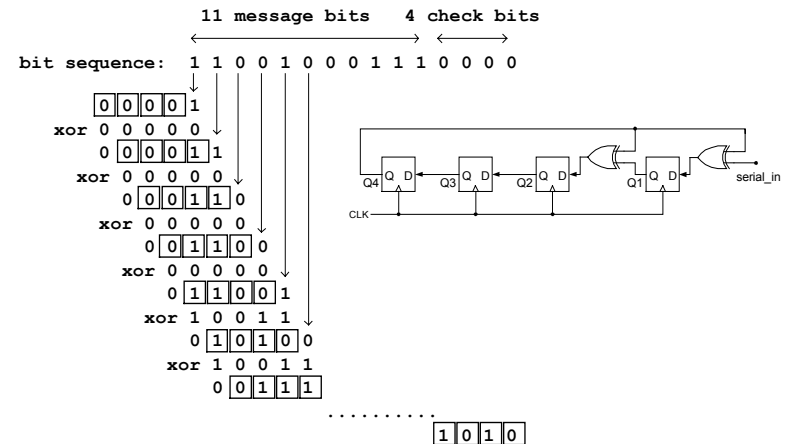 11 message bits 4 check bits
bit sequence: 1 1 0 0 1 0 0 0 1 1 1 0 0 0 0
0 0 0 0 1
xor 0 0 0 0 0
0 0 0 0 1 1
xor 0 0 0 0 0
0 0 0 1 1 0
xor 0 0 0 0 0
0 0 1 1 0 0
xor 0 0 0 0 0
0 1 1 0 0 1
xor 1 0 0 1 1
0 1 0 1 0 0
xor 1 0 0 1 1
0 0 1 1 1
..........
1 0 1 0
Q D Q D Q D Q D
Q4 Q3 Q2 Q1 serial_in
CLK